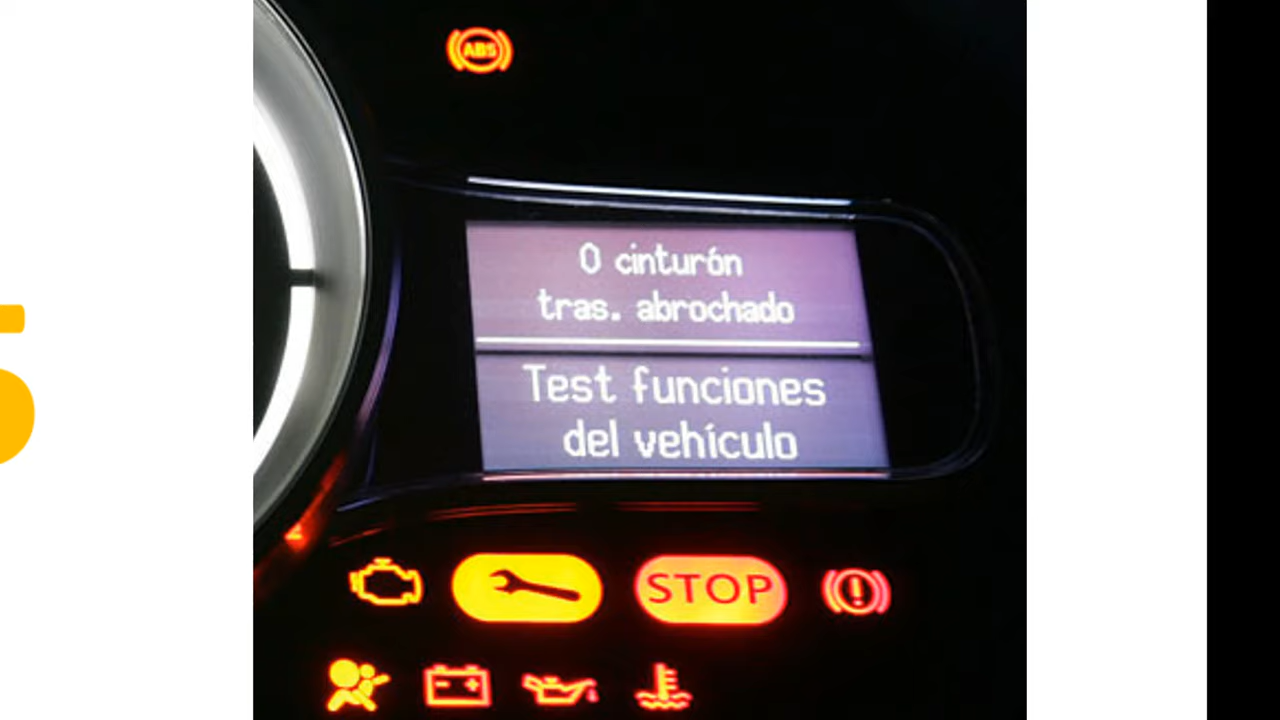 ABS
0 cinturón
tras. abrochado
Test funciones
del vehículo
STOP